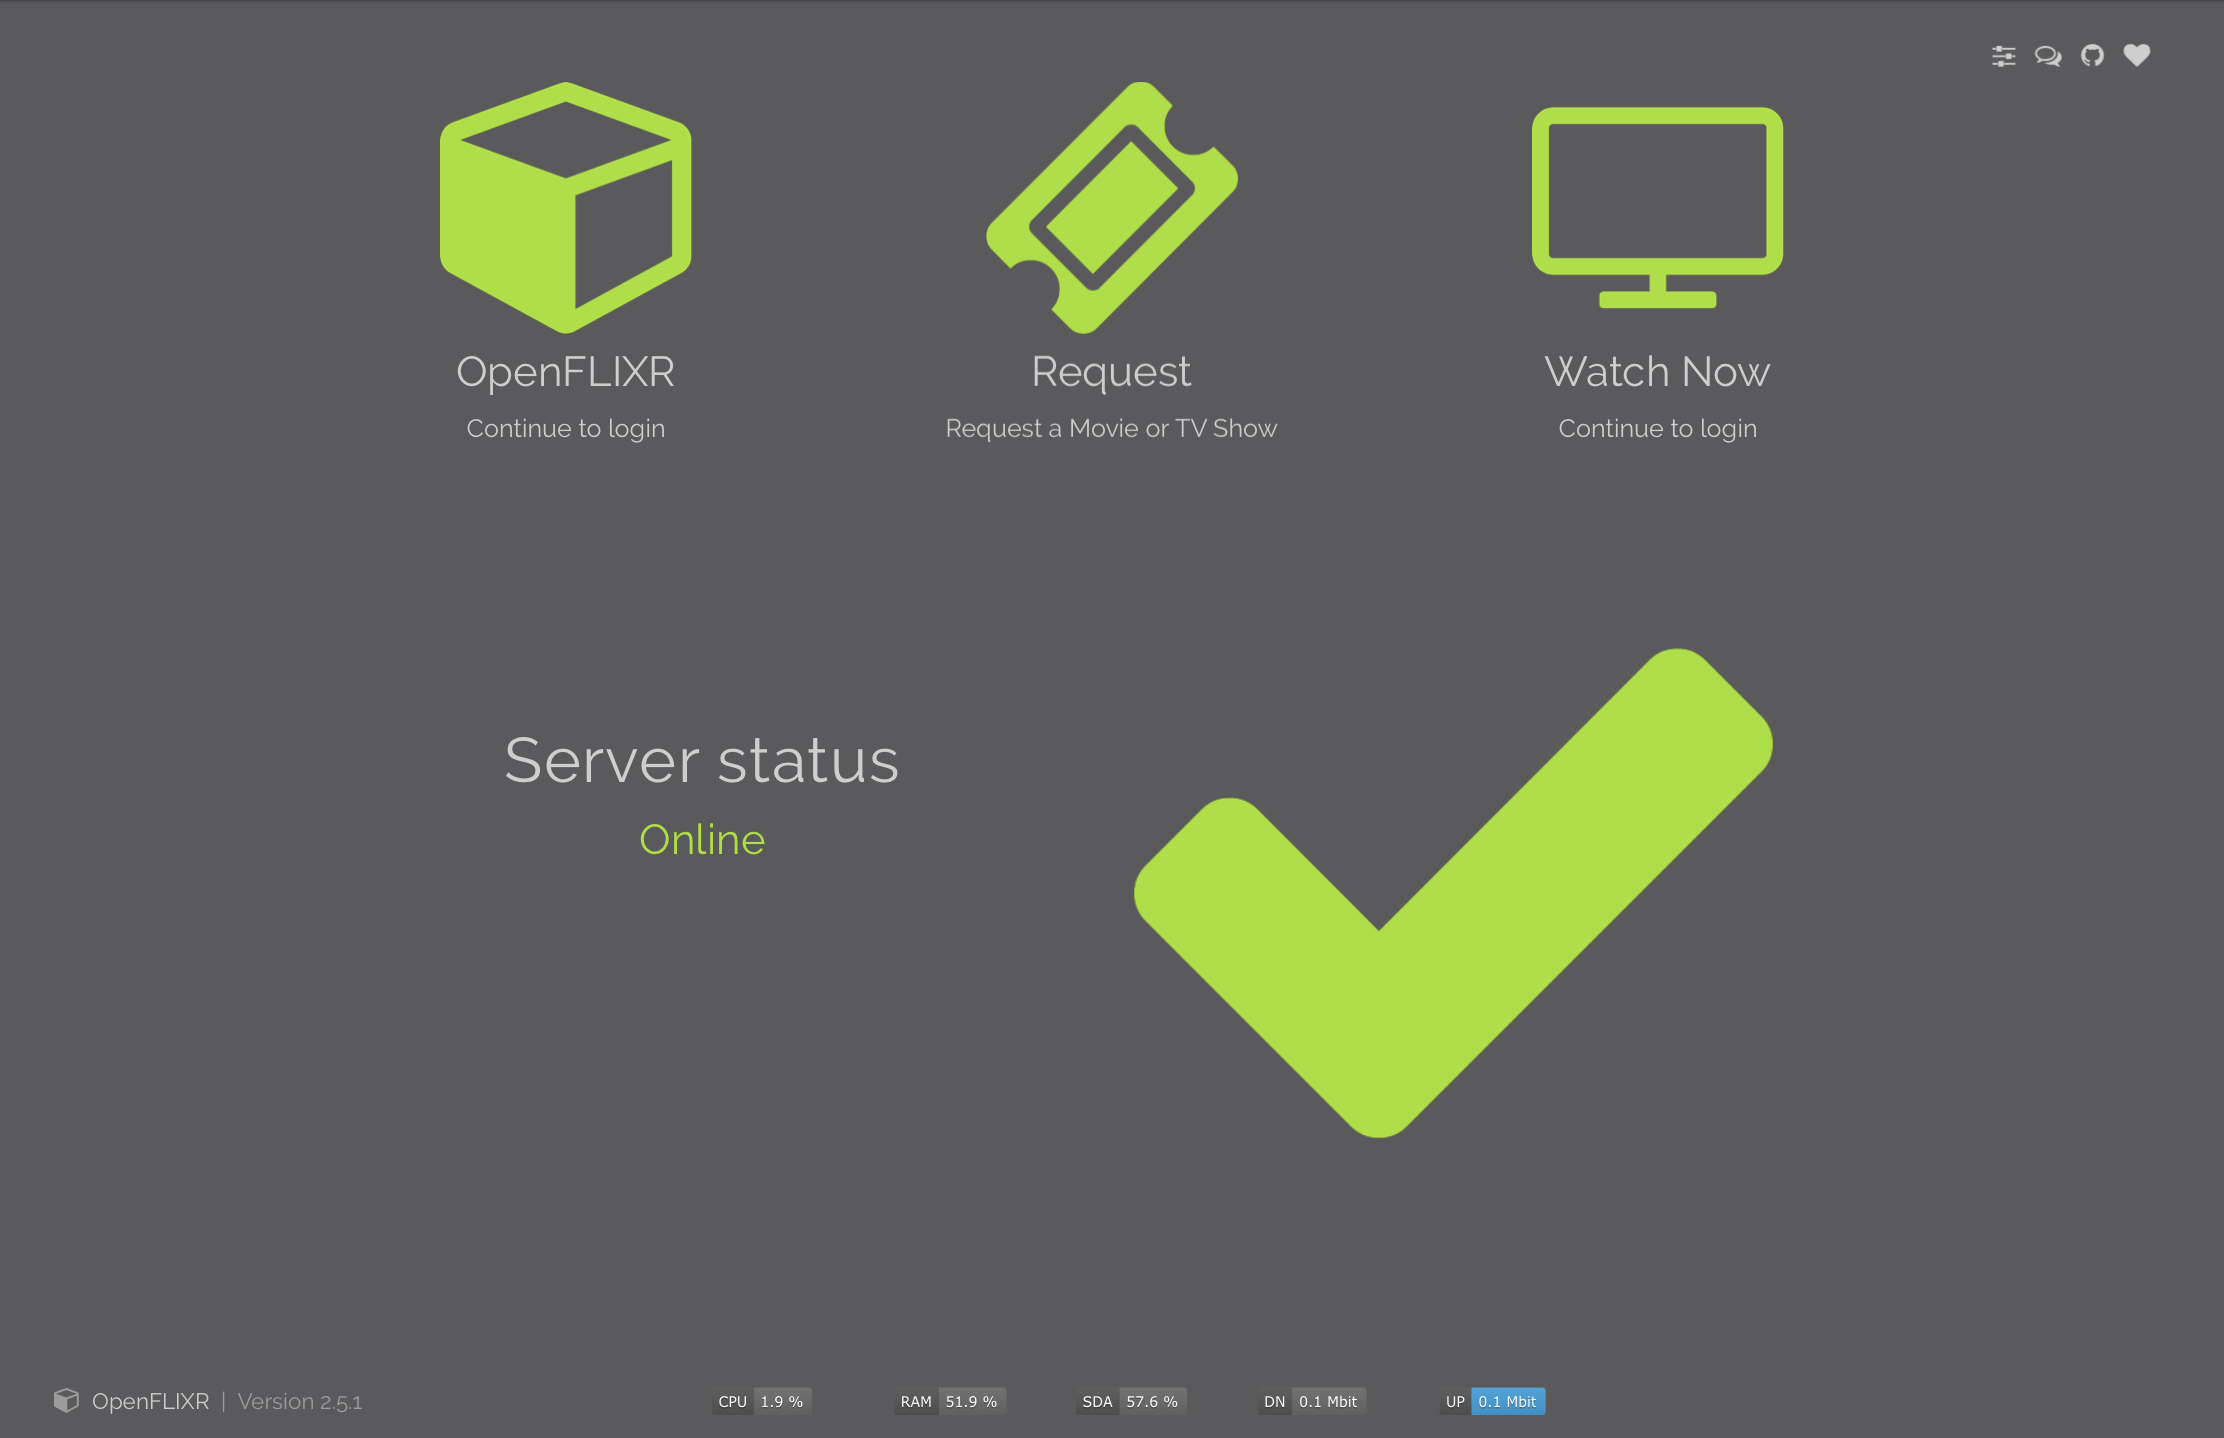 OpenFLIXR
Continue to login
Request
Request a Movie or TV Show
Watch Now
Continue to login
Server status
Online
OpenFLIXR | Version 2.5.1
CPU 1.9 %
RAM 51.9 %
SDA 57.6 %
DN 0.1 Mbit
UP 0.1 Mbit